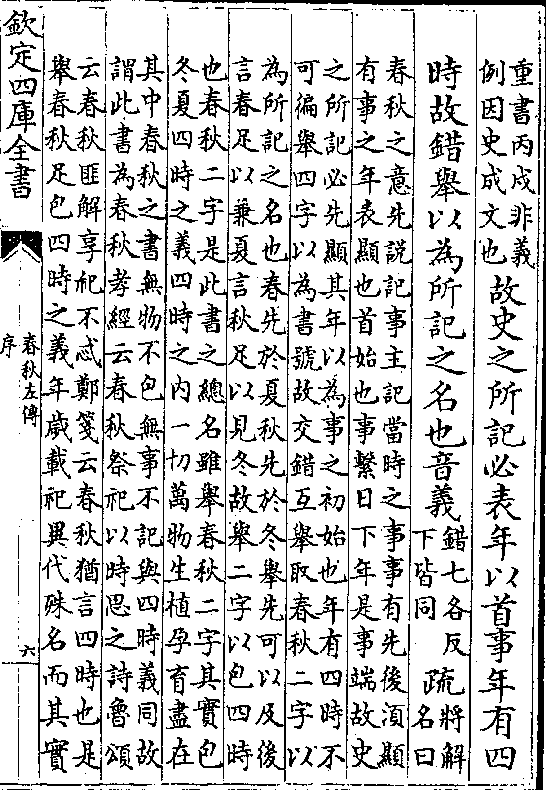 重書丙戌非義
例因史成文也
故史之所記必表年以首事年有四
時故錯舉以為所記之名也音義
錯七各反
下皆同
疏
將解
名曰
春秋之意先說記事主記當時之事事有先後湏顯
有事之年表顯也首始也事繫日下年是事端故史
之所記必先顯其年以為事之初始也年有四時不
可徧舉四字以為書號故交錯互舉取春秋二字以
為所記之名也春先於夏秋先於冬舉先可以及後
言春足以兼夏言秋足以見冬故舉二字以包四時
也春秋二字是此書之總名雖舉春秋二字其實包
冬夏四時之義四時之内一切萬物生植孕育盡在
其中春秋之書無物不包無事不記與四時義同故
謂此書為春秋孝經云春秋祭祀以時思之詩魯頌
云春秋匪解享祀不忒鄭箋云春秋猶言四時也是
舉春秋足包四時之義年歲載祀異代殊名而其實
欽定四庫全書
春秋左傳
序
六